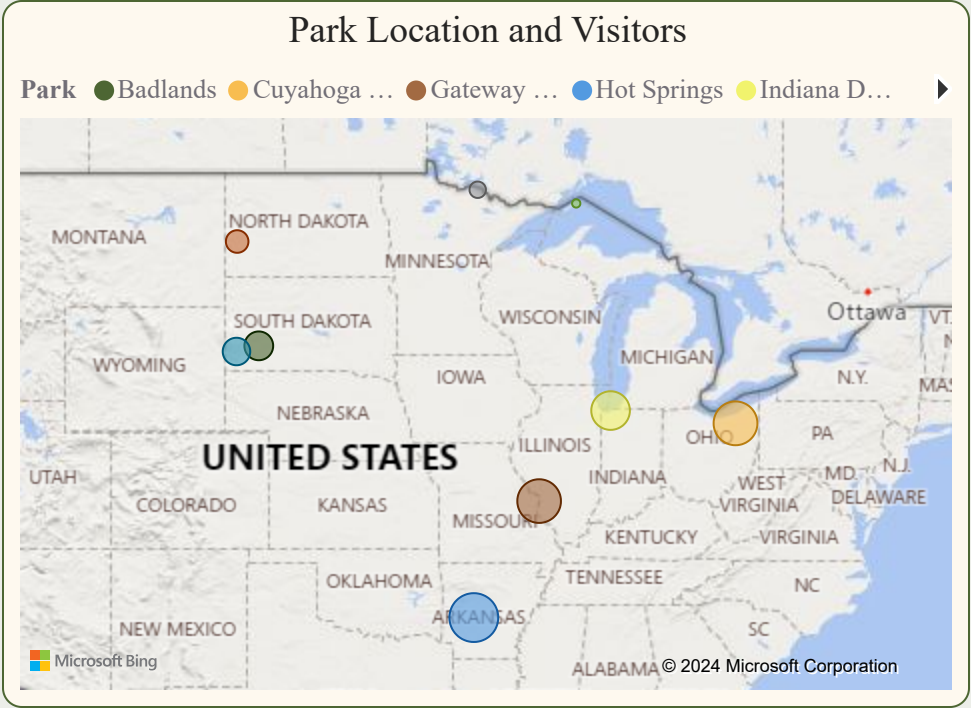 Park Location and Visitors
Park Badlands Cuyahoga … Gateway … Hot Springs Indiana D…
NORTH DAKOTA
MONTANA
MINNESOTA
Ottawa
SOUTH DAKOTA
WISCONSIN
VT.
N
MICHIGAN
WYOMING
IOWA
N.Y.
MAS
NEBRASKA
OHIO
PA
ILLINOIS
UNITED STATES
UTAH
INDIANA
MD.
N.J.
WEST
VIRGINIA
DELAWARE
COLORADO
KANSAS
MISSOURI
KENTUCKY
VIRGINIA
OKLAHOMA
TENNESSEE
NC
ARKANSAS
NEW MEXICO
SC
Microsoft Bing
ALABAMA
© 2024 Microsoft Corporation